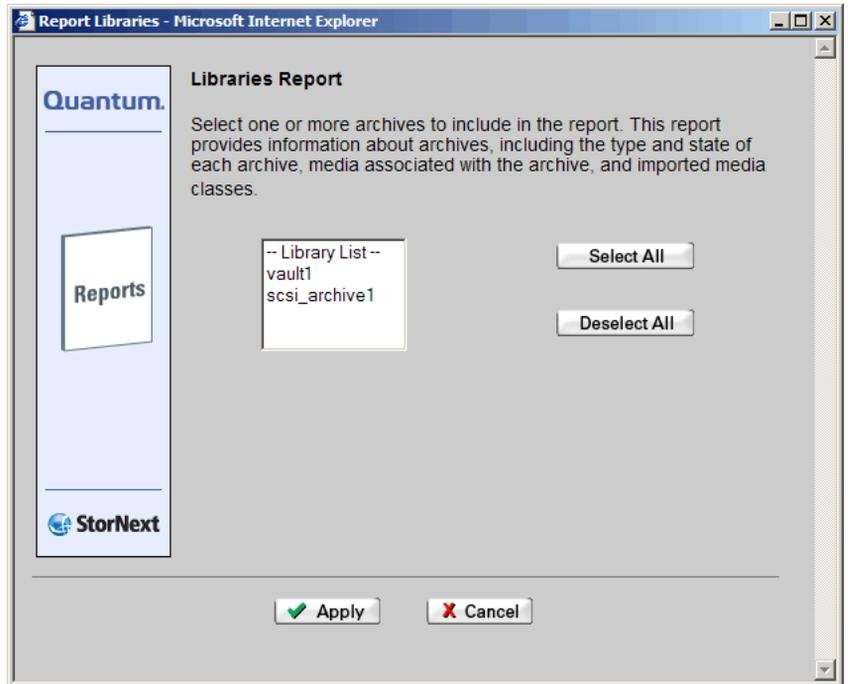 Report Libraries - Microsoft Internet Explorer
Quantum.
Reports
StorNext
Libraries Report
Select one or more archives to include in the report. This report
provides information about archives, including the type and state of
each archive, media associated with the archive, and imported media
classes.
-- Library List --
vault1
scsi_archive1
Select All
Deselect All
Apply
Cancel